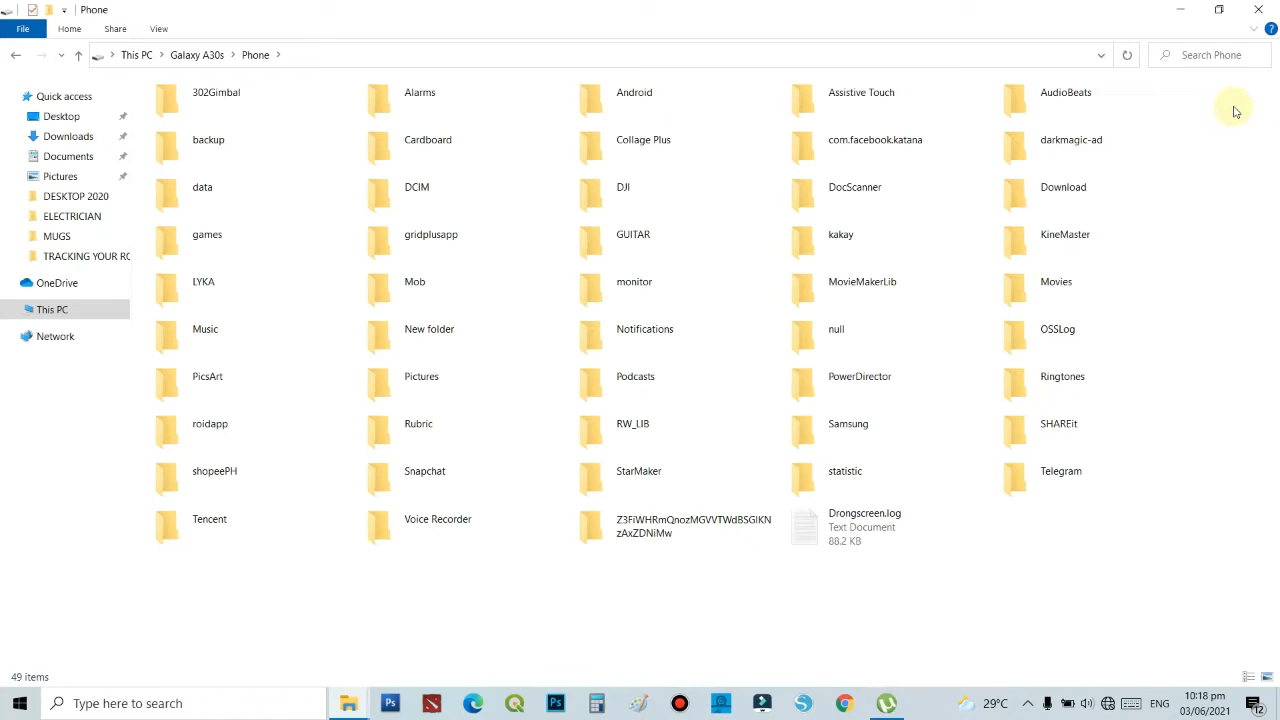 Phone
File Home Share View
This PC Galaxy A30s Phone Search Phone
Quick access
Desktop
Downloads
Documents
Pictures
DESKTOP 2020
ELECTRICIAN
MUGS
TRACKING YOUR RO
OneDrive
This PC
Network
302Gimbal Alarms Android Assistive Touch AudioBeats
backup Cardboard Collage Plus com.facebook.katana darkmagic-ad
data DCIM DJI DocScanner Download
games gridplusapp GUITAR kakay KineMaster
LYKA Mob monitor MovieMakerLib Movies
Music New folder Notifications null OSSLog
PicsArt Pictures Podcasts PowerDirector Ringtones
roidapp Rubric RW_LIB Samsung SHAREit
shopeePH Snapchat StarMaker statistic Telegram
Tencent Voice Recorder Z3FiWHRmQnozMGVVTWdBSGlKN
zAxZDNiMw
Drongscreen.log
Text Document
88.2 KB
49 items
Type here to search
Ps
Ps
29°C
ENG
10:18 pm
03/06/2021
12